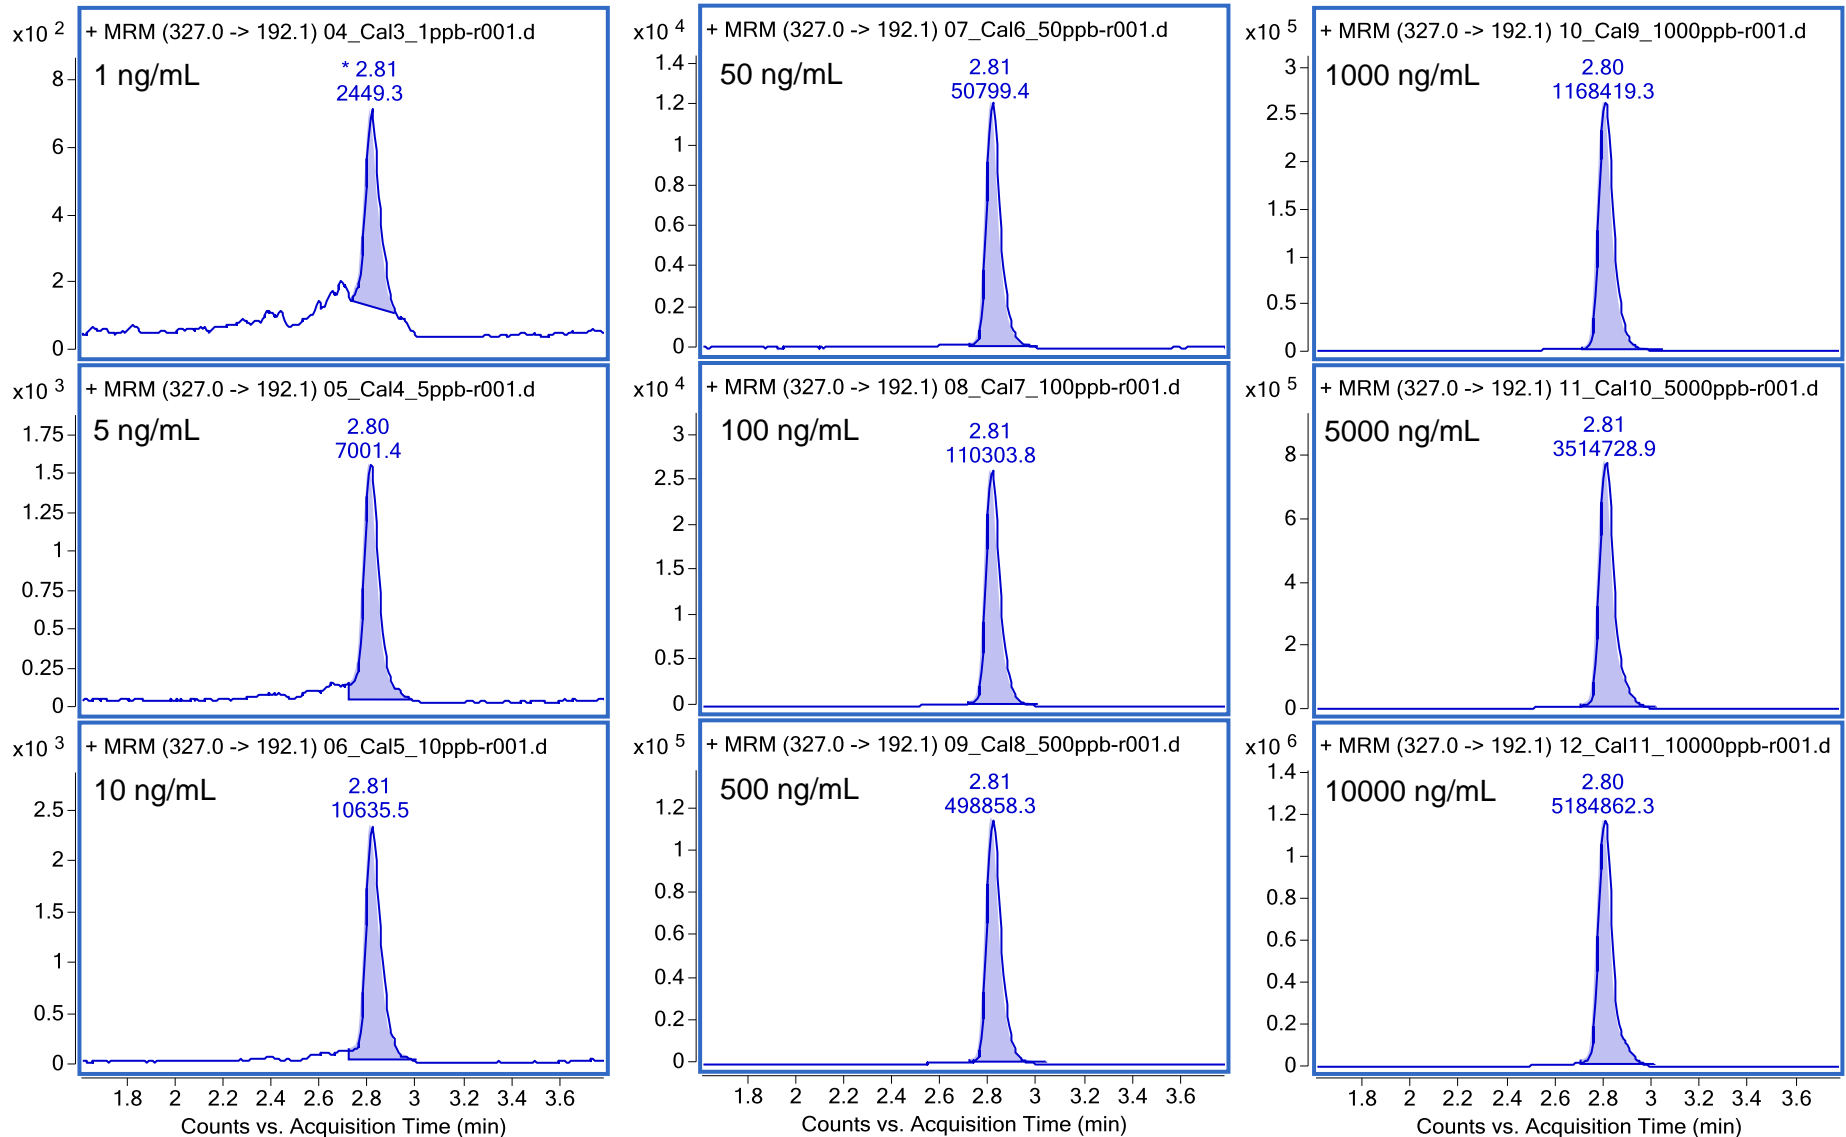 x10 2
+ MRM (327.0 -> 192.1) 04_Cal3_1ppb-r001.d
1 ng/mL
* 2.81
2449.3
8
6
4
2
0
x10 3
+ MRM (327.0 -> 192.1) 05_Cal4_5ppb-r001.d
5 ng/mL
2.80
7001.4
1.75
1.5
1.25
1
0.75
0.5
0.25
0
x10 3
+ MRM (327.0 -> 192.1) 06_Cal5_10ppb-r001.d
10 ng/mL
2.81
10635.5
2.5
2
1.5
1
0.5
0
1.8 2 2.2 2.4 2.6 2.8 3 3.2 3.4 3.6
Counts vs. Acquisition Time (min)
x10 4
+ MRM (327.0 -> 192.1) 07_Cal6_50ppb-r001.d
50 ng/mL
2.81
50799.4
1.4
1.2
1
0.8
0.6
0.4
0.2
0
x10 4
+ MRM (327.0 -> 192.1) 08_Cal7_100ppb-r001.d
100 ng/mL
2.81
110303.8
3
2.5
2
1.5
1
0.5
0
x10 5
+ MRM (327.0 -> 192.1) 09_Cal8_500ppb-r001.d
500 ng/mL
2.81
498858.3
1.2
1
0.8
0.6
0.4
0.2
0
1.8 2 2.2 2.4 2.6 2.8 3 3.2 3.4 3.6
Counts vs. Acquisition Time (min)
x10 5
+ MRM (327.0 -> 192.1) 10_Cal9_1000ppb-r001.d
1000 ng/mL
2.80
1168419.3
3
2.5
2
1.5
1
0.5
0
x10 5
+ MRM (327.0 -> 192.1) 11_Cal10_5000ppb-r001.d
5000 ng/mL
2.81
3514728.9
8
6
4
2
0
x10 6
+ MRM (327.0 -> 192.1) 12_Cal11_10000ppb-r001.d
10000 ng/mL
2.80
5184862.3
1.4
1.2
1
0.8
0.6
0.4
0.2
0
1.8 2 2.2 2.4 2.6 2.8 3 3.2 3.4 3.6
Counts vs. Acquisition Time (min)